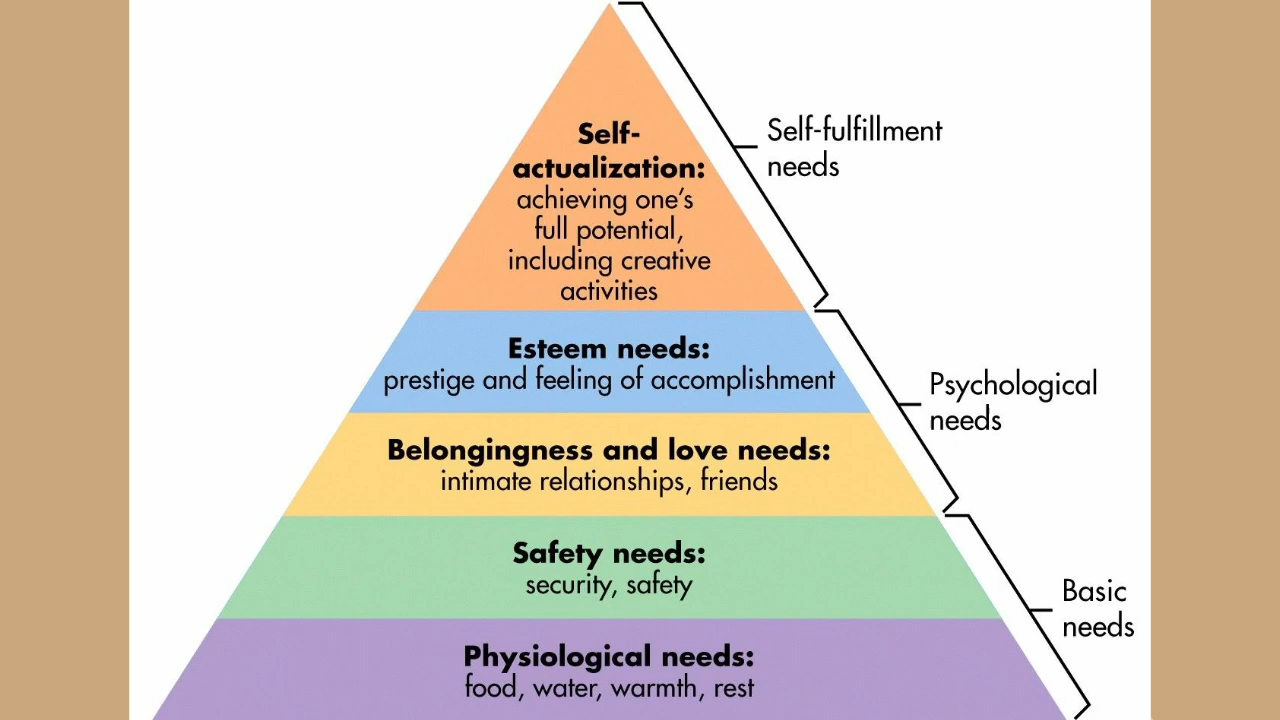 Self-
actualization:
achieving one's
full potential,
including creative
activities
Self-fulfillment
needs
Esteem needs:
prestige and feeling of accomplishment
Psychological
needs
Belongingness and love needs:
intimate relationships, friends
Safety needs:
security, safety
Basic
needs
Physiological needs:
food, water, warmth, rest